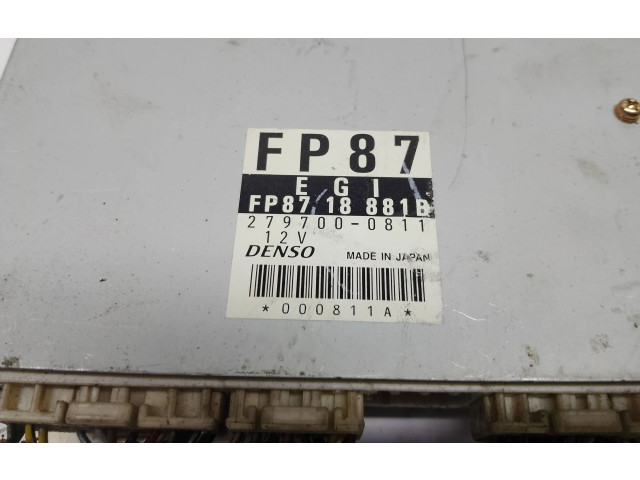 FP87
EGI
FP87 18 881B
279700-0811
12V
DENSO MADE IN JAPAN
*000811A*